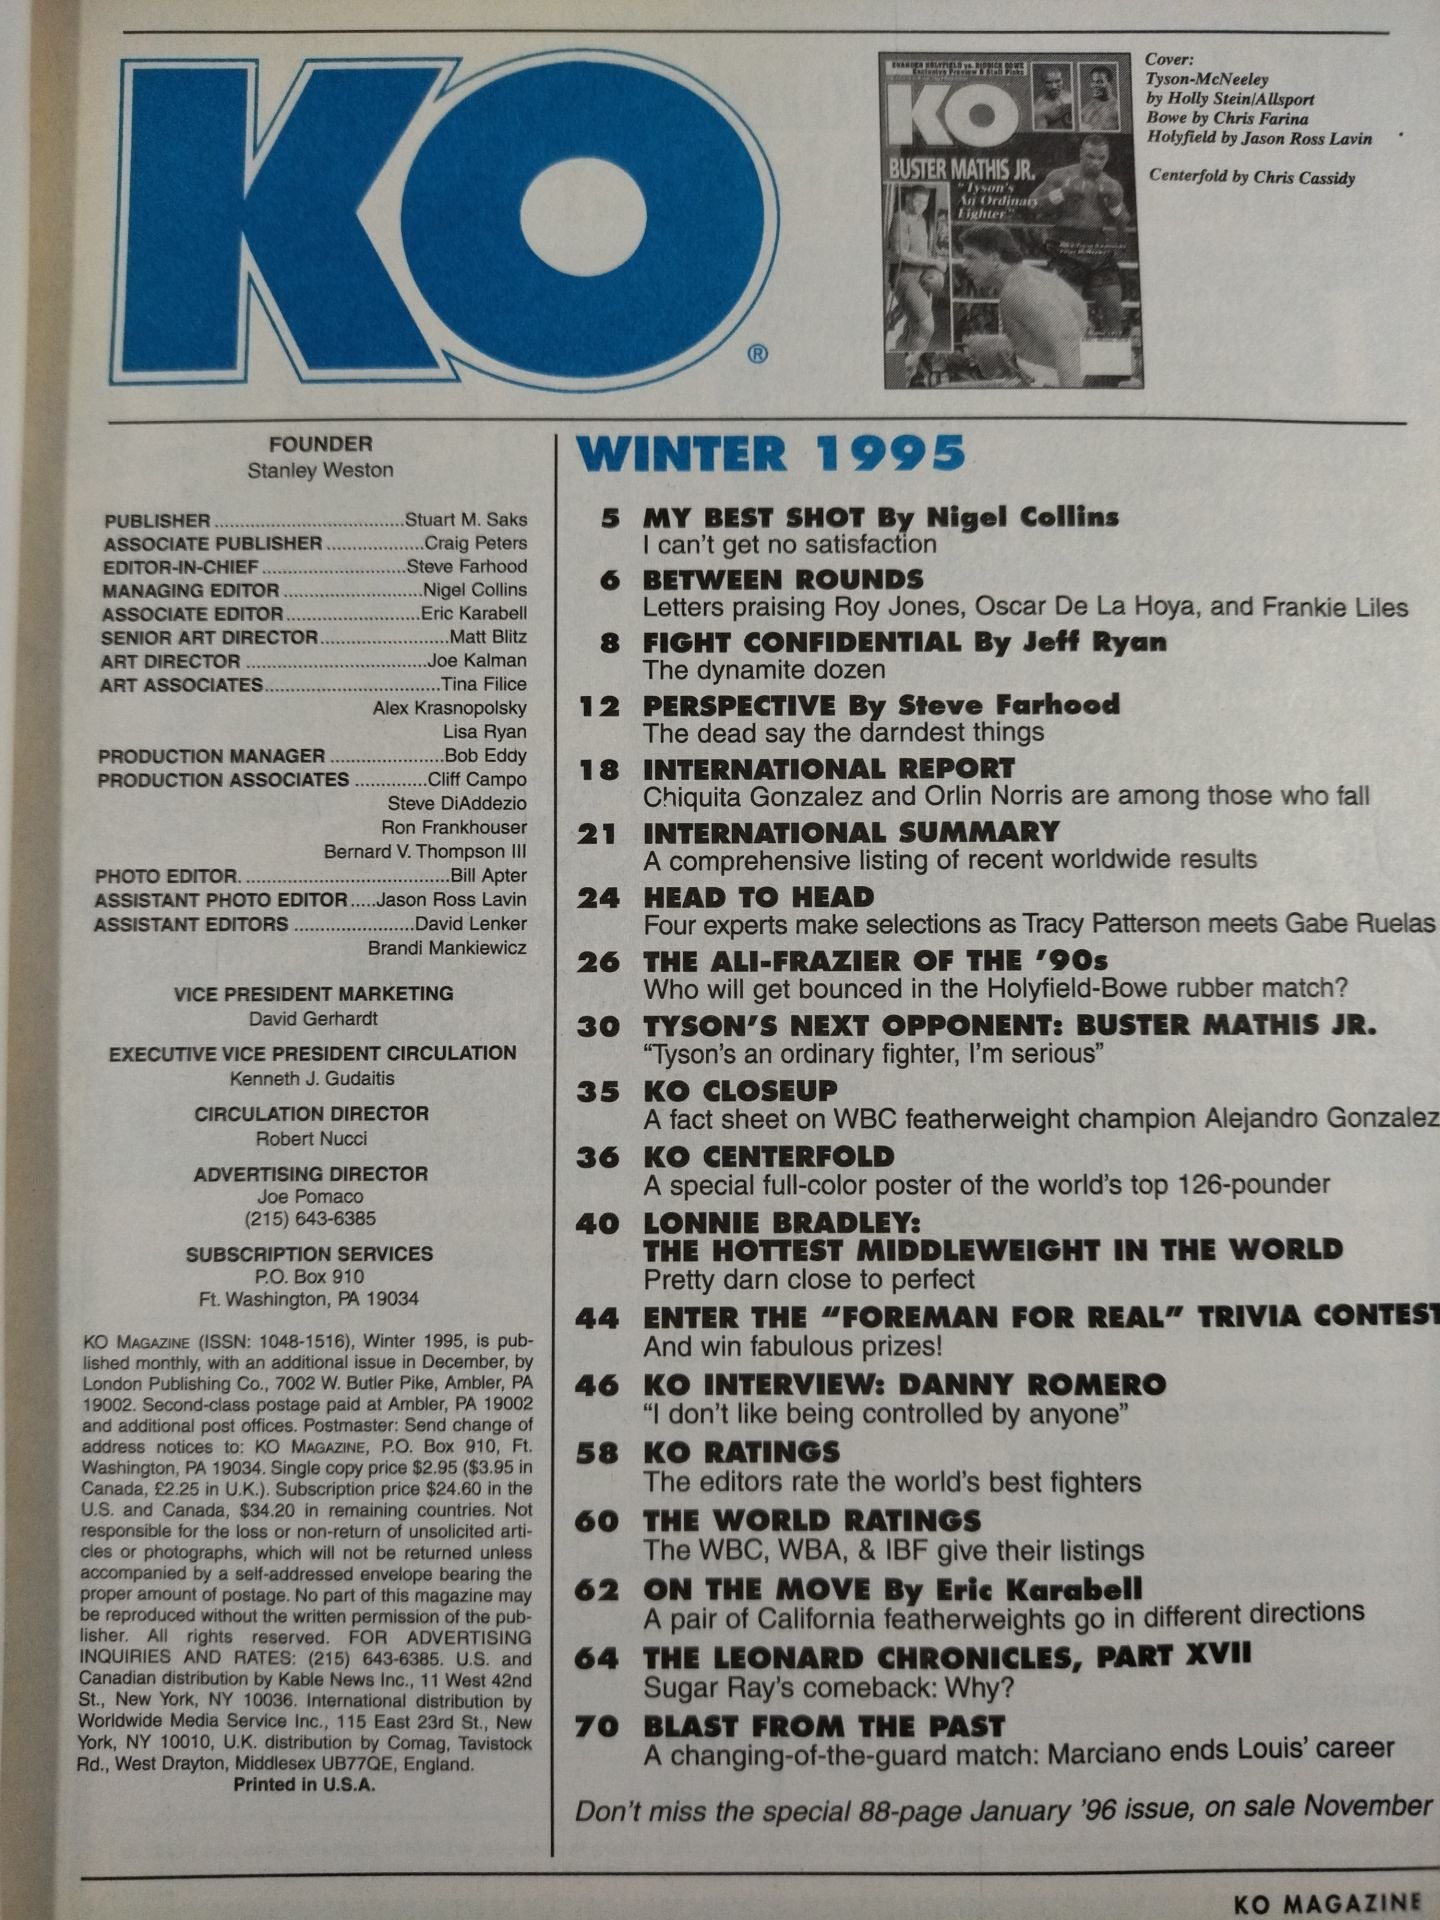 KO
®
EVANDER HOLYFIELD vs. RIDDICK BOWE
Exclusive Preview & Staff Picks
KO
BUSTER MATHIS JR.
"Tyson's
An Ordinary
Fighter"
Cover:
Tyson-McNeeley
by Holly Stein/Allsport
Bowe by Chris Farina
Holyfield by Jason Ross Lavin
Centerfold by Chris Cassidy
FOUNDER
Stanley Weston
PUBLISHER ..................................Stuart M. Saks
ASSOCIATE PUBLISHER ..................Craig Peters
EDITOR-IN-CHIEF ..........................Steve Farhood
MANAGING EDITOR .........................Nigel Collins
ASSOCIATE EDITOR ........................Eric Karabell
SENIOR ART DIRECTOR.......................Matt Blitz
ART DIRECTOR ................................Joe Kalman
ART ASSOCIATES.................................Tina Filice
Alex Krasnopolsky
Lisa Ryan
PRODUCTION MANAGER ......................Bob Eddy
PRODUCTION ASSOCIATES .............Cliff Campo
Steve DiAddezio
Ron Frankhouser
Bernard V. Thompson III
PHOTO EDITOR. ......................................Bill Apter
ASSISTANT PHOTO EDITOR.....Jason Ross Lavin
ASSISTANT EDITORS ......................David Lenker
Brandi Mankiewicz
VICE PRESIDENT MARKETING
David Gerhardt
EXECUTIVE VICE PRESIDENT CIRCULATION
Kenneth J. Gudaitis
CIRCULATION DIRECTOR
Robert Nucci
ADVERTISING DIRECTOR
Joe Pomaco
(215) 643-6385
SUBSCRIPTION SERVICES
P.O. Box 910
Ft. Washington, PA 19034
KO MAGAZINE (ISSN: 1048-1516), Winter 1995, is pub-
lished monthly, with an additional issue in December, by
London Publishing Co., 7002 W. Butler Pike, Ambler, PA
19002. Second-class postage paid at Ambler, PA 19002
and additional post offices. Postmaster: Send change of
address notices to: KO MAGAZINE, P.O. Box 910, Ft.
Washington, PA 19034. Single copy price $2.95 ($3.95 in
Canada, £2.25 in U.K.). Subscription price $24.60 in the
U.S. and Canada, $34.20 in remaining countries. Not
responsible for the loss or non-return of unsolicited arti-
cles or photographs, which will not be returned unless
accompanied by a self-addressed envelope bearing the
proper amount of postage. No part of this magazine may
be reproduced without the written permission of the pub-
lisher. All rights reserved. FOR ADVERTISING
INQUIRIES AND RATES: (215) 643-6385. U.S. and
Canadian distribution by Kable News Inc., 11 West 42nd
St., New York, NY 10036. International distribution by
Worldwide Media Service Inc., 115 East 23rd St., New
York, NY 10010, U.K. distribution by Comag, Tavistock
Rd., West Drayton, Middlesex UB77QE, England.
Printed in U.S.A.
WINTER 1995
5 MY BEST SHOT By Nigel Collins
I can't get no satisfaction
6 BETWEEN ROUNDS
Letters praising Roy Jones, Oscar De La Hoya, and Frankie Liles
8 FIGHT CONFIDENTIAL By Jeff Ryan
The dynamite dozen
12 PERSPECTIVE By Steve Farhood
The dead say the darndest things
18 INTERNATIONAL REPORT
Chiquita Gonzalez and Orlin Norris are among those who fall
21 INTERNATIONAL SUMMARY
A comprehensive listing of recent worldwide results
24 HEAD TO HEAD
Four experts make selections as Tracy Patterson meets Gabe Ruelas
26 THE ALI-FRAZIER OF THE '90s
Who will get bounced in the Holyfield-Bowe rubber match?
30 TYSON'S NEXT OPPONENT: BUSTER MATHIS JR.
"Tyson's an ordinary fighter, I'm serious"
35 KO CLOSEUP
A fact sheet on WBC featherweight champion Alejandro Gonzalez
36 KO CENTERFOLD
A special full-color poster of the world's top 126-pounder
40 LONNIE BRADLEY:
THE HOTTEST MIDDLEWEIGHT IN THE WORLD
Pretty darn close to perfect
44 ENTER THE "FOREMAN FOR REAL" TRIVIA CONTEST
And win fabulous prizes!
46 KO INTERVIEW: DANNY ROMERO
"I don't like being controlled by anyone"
58 KO RATINGS
The editors rate the world's best fighters
60 THE WORLD RATINGS
The WBC, WBA, & IBF give their listings
62 ON THE MOVE By Eric Karabell
A pair of California featherweights go in different directions
64 THE LEONARD CHRONICLES, PART XVII
Sugar Ray's comeback: Why?
70 BLAST FROM THE PAST
A changing-of-the-guard match: Marciano ends Louis' career
Don't miss the special 88-page January '96 issue, on sale November
KO MAGAZINE